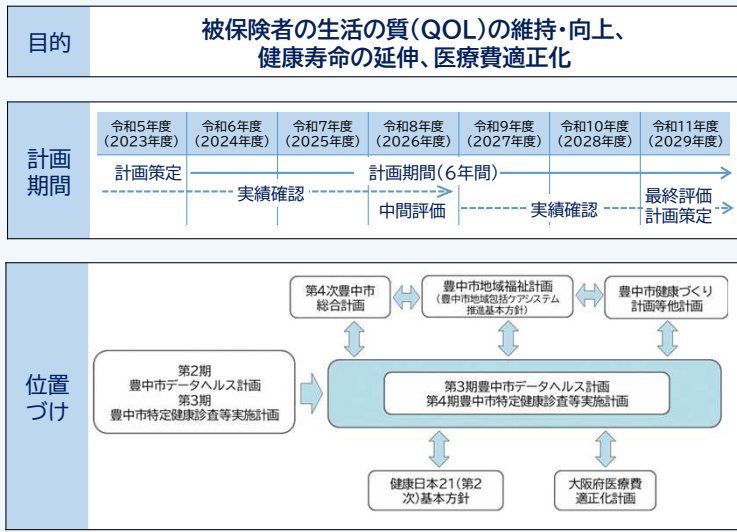 目的
被保険者の生活の質(QOL)の維持・向上、
健康寿命の延伸、医療費適正化
計画
期間
令和5年度
(2023年度)
令和6年度
(2024年度)
令和7年度
(2025年度)
令和8年度
(2026年度)
令和9年度
(2027年度)
令和10年度
(2028年度)
令和11年度
(2029年度)
計画策定
計画期間(6年間)
実績確認
中間評価
実績確認
最終評価
計画策定
位置
づけ
第4次豊中市
総合計画
豊中市地域福祉計画
(豊中市地域包括ケアシステム
推進基本方針)
豊中市健康づくり
計画等他計画
第2期
豊中市データヘルス計画
第3期
豊中市特定健康診査等実施計画
第3期豊中市データヘルス計画
第4期豊中市特定健康診査等実施計画
健康日本21(第2
次)基本方針
大阪府医療費
適正化計画